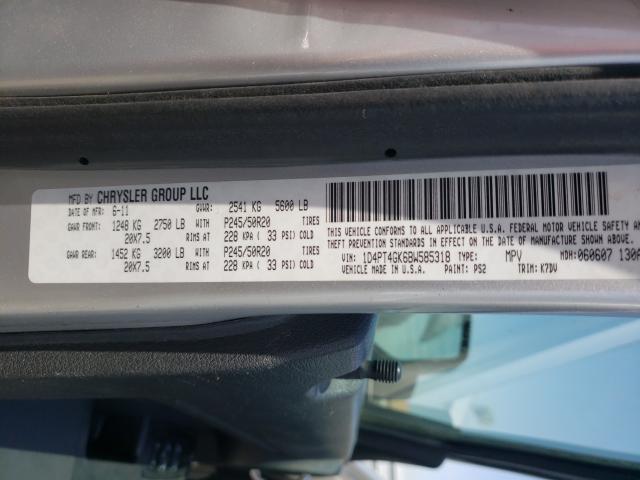 MFD BY CHRYSLER GROUP LLC
DATE OF MFR: 6-11 GVWR: 2541 KG 5600 LB
GAWR FRONT: 1248 KG 2750 LB WITH P245/50R20 TIRES
20X7.5 RIMS AT 228 KPA ( 33 PSI) COLD
GAWR REAR: 1452 KG 3200 LB WITH P245/50R20 TIRES
20X7.5 RIMS AT 228 KPA ( 33 PSI) COLD
THIS VEHICLE CONFORMS TO ALL APPLICABLE U.S.A. FEDERAL MOTOR VEHICLE SAFETY AND
THEFT PREVENTION STANDARDS IN EFFECT ON THE DATE OF MANUFACTURE SHOWN ABOVE.
VIN: 1D4PT4GK6BW585318 TYPE: MPV MDH: 060607 130A
VEHICLE MADE IN U.S.A. PAINT: PS2 TRIM: K7DV